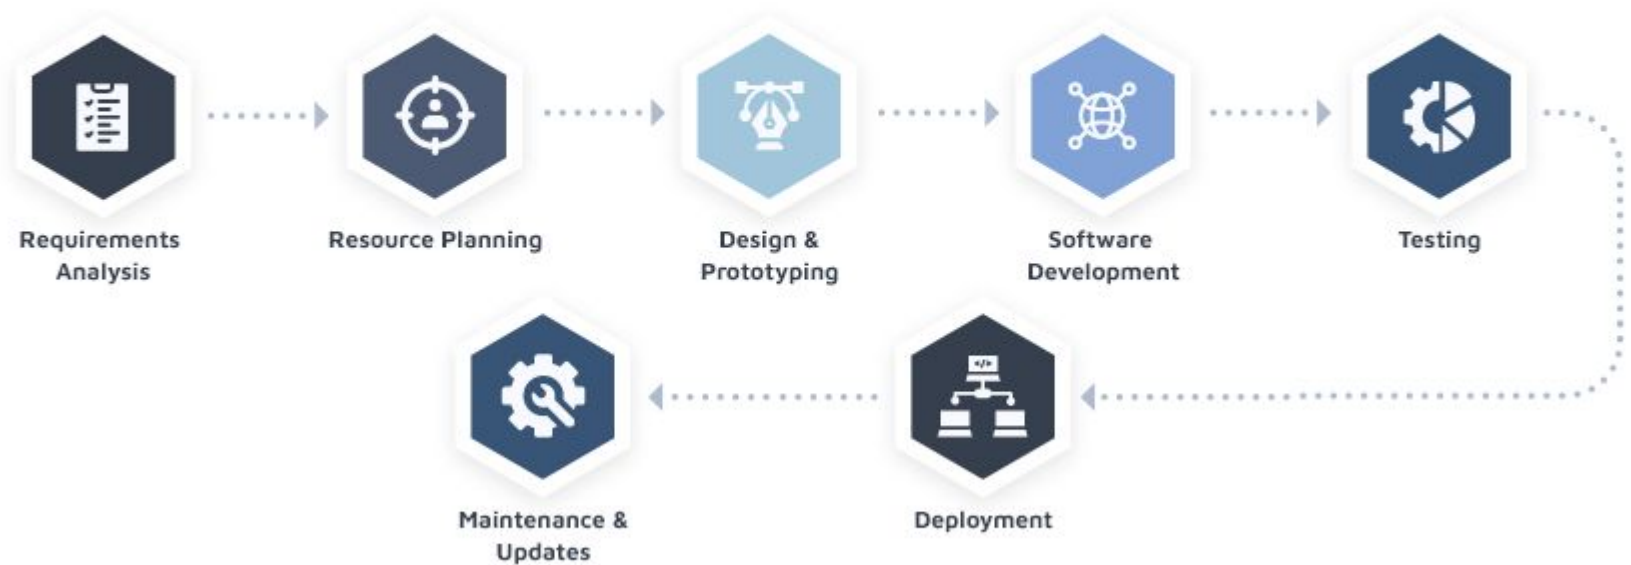 Requirements
Analysis
Resource Planning
Design &
Prototyping
Software
Development
Testing
</>
Deployment
Maintenance &
Updates